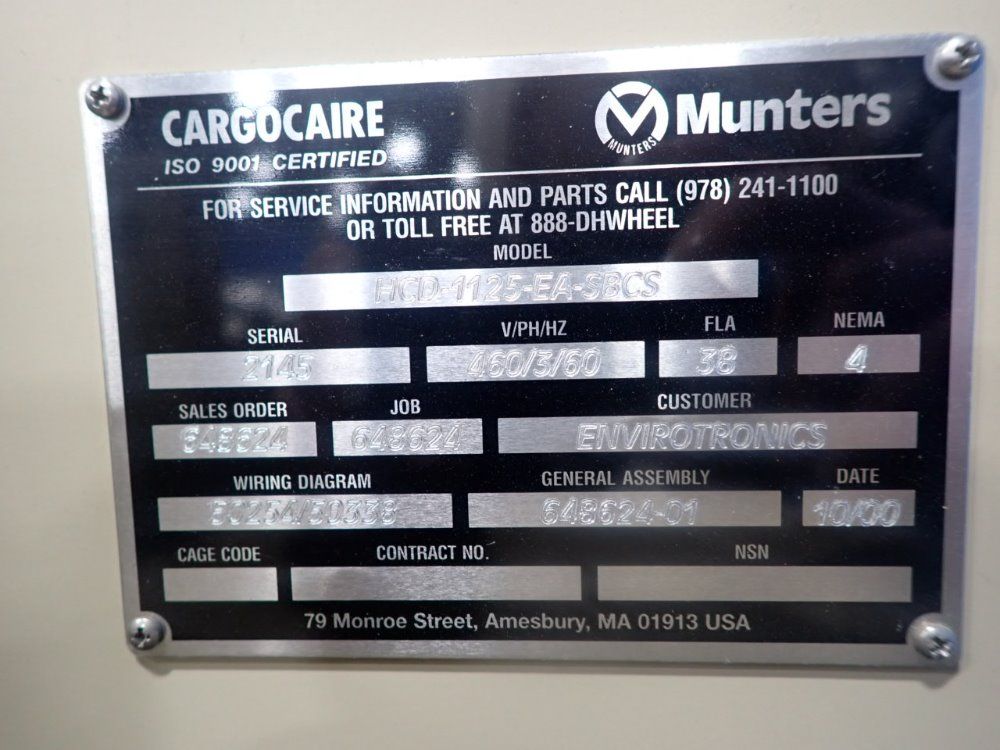 CARGOCAIRE
ISO 9001 CERTIFIED
MUNTERS
Munters
FOR SERVICE INFORMATION AND PARTS CALL (978) 241-1100
OR TOLL FREE AT 888-DHWHEEL
MODEL
HCD-1125-EA-SBCS
SERIAL V/PH/HZ FLA NEMA
2145 460/3/60 38 4
SALES ORDER JOB CUSTOMER
648624 648624 ENVIROTRONICS
WIRING DIAGRAM GENERAL ASSEMBLY DATE
648624-01 10/00
CAGE CODE CONTRACT NO. NSN
79 Monroe Street, Amesbury, MA 01913 USA